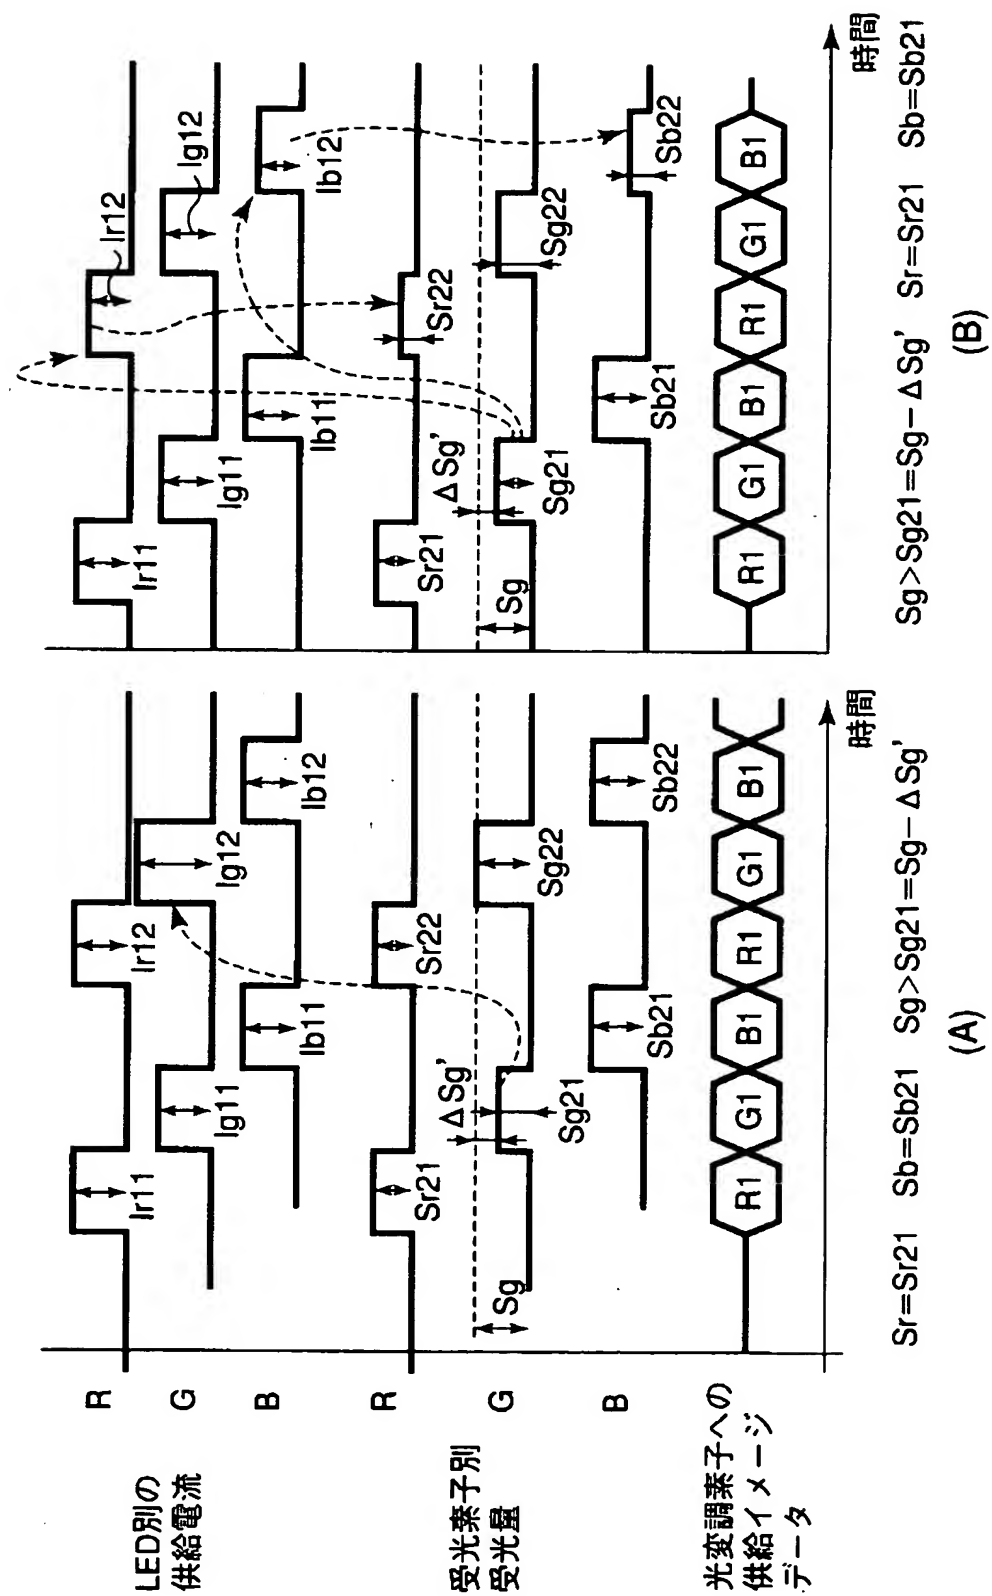 LED別の
供給電流
R
G
B
受光素子別
受光量
R
G
B
光変調素子への
供給イメージ
データ
Ir11
Ir12
Ig11
Ig12
Ib11
Ib12
Sr21
Sr22
Sg
ΔSg'
Sg21
Sg22
Sb21
Sb22
R1 G1 B1 R1 G1 B1
時間
Sr=Sr21 Sb=Sb21 Sg>Sg21=Sg-ΔSg'
(A)
Ir11
Ir12
Ig11
Ig12
Ib11
Ib12
Sr21
Sr22
Sg
ΔSg'
Sg21
Sg22
Sb21
Sb22
R1 G1 B1 R1 G1 B1
時間
Sg>Sg21=Sg-ΔSg' Sr=Sr21 Sb=Sb21
(B)